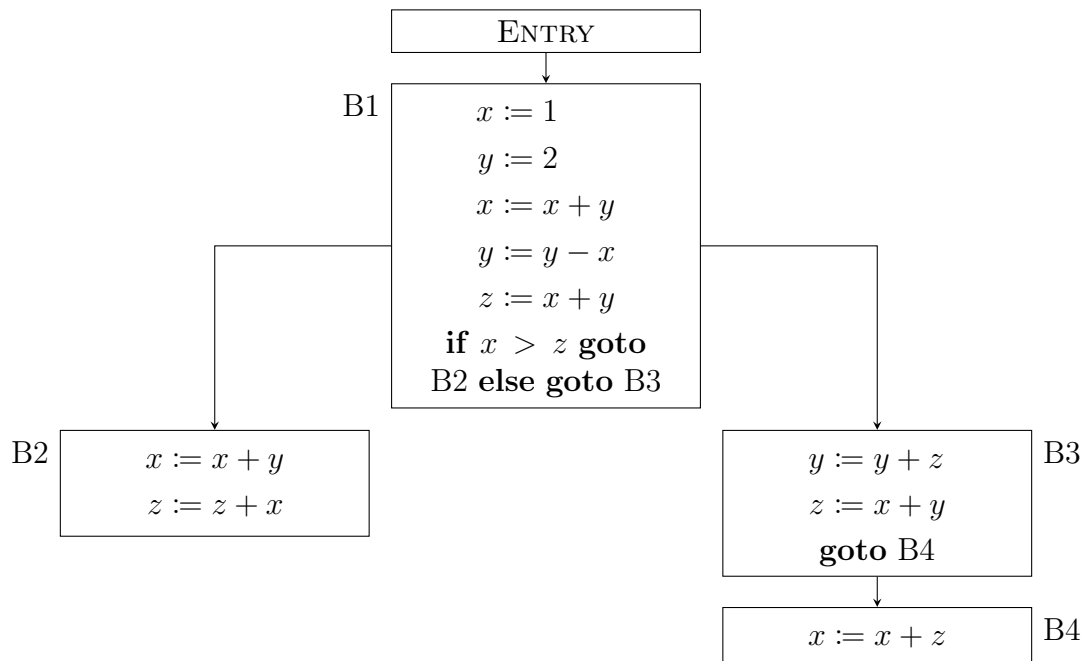 ENTRY
B1
x := 1
y := 2
x := x + y
y := y − x
z := x + y
if x > z goto
B2 else goto B3
B2
x := x + y
z := z + x
B3
y := y + z
z := x + y
goto B4
B4
x := x + z